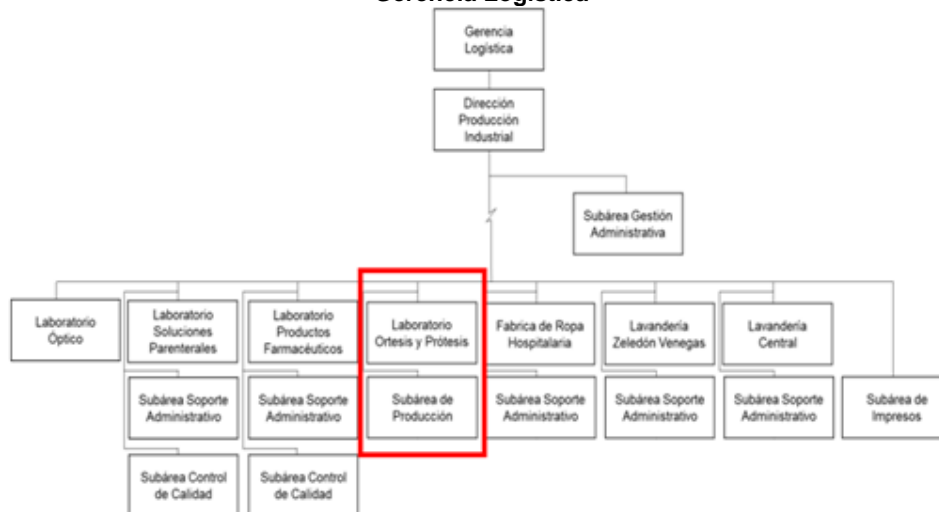 Gerencia Logística
Gerencia
Logística
Dirección
Producción
Industrial
Subárea Gestión
Administrativa
Laboratorio
Óptico
Laboratorio
Soluciones
Parenterales
Laboratorio
Productos
Farmacéuticos
Laboratorio
Ortesis y Prótesis
Fabrica de Ropa
Hospitalaria
Lavandería
Zeledón Venegas
Lavandería
Central
Subárea Soporte
Administrativo
Subárea Soporte
Administrativo
Subárea de
Producción
Subárea Soporte
Administrativo
Subárea Soporte
Administrativo
Subárea Soporte
Administrativo
Subárea de
Impresos
Subárea Control
de Calidad
Subárea Control
de Calidad